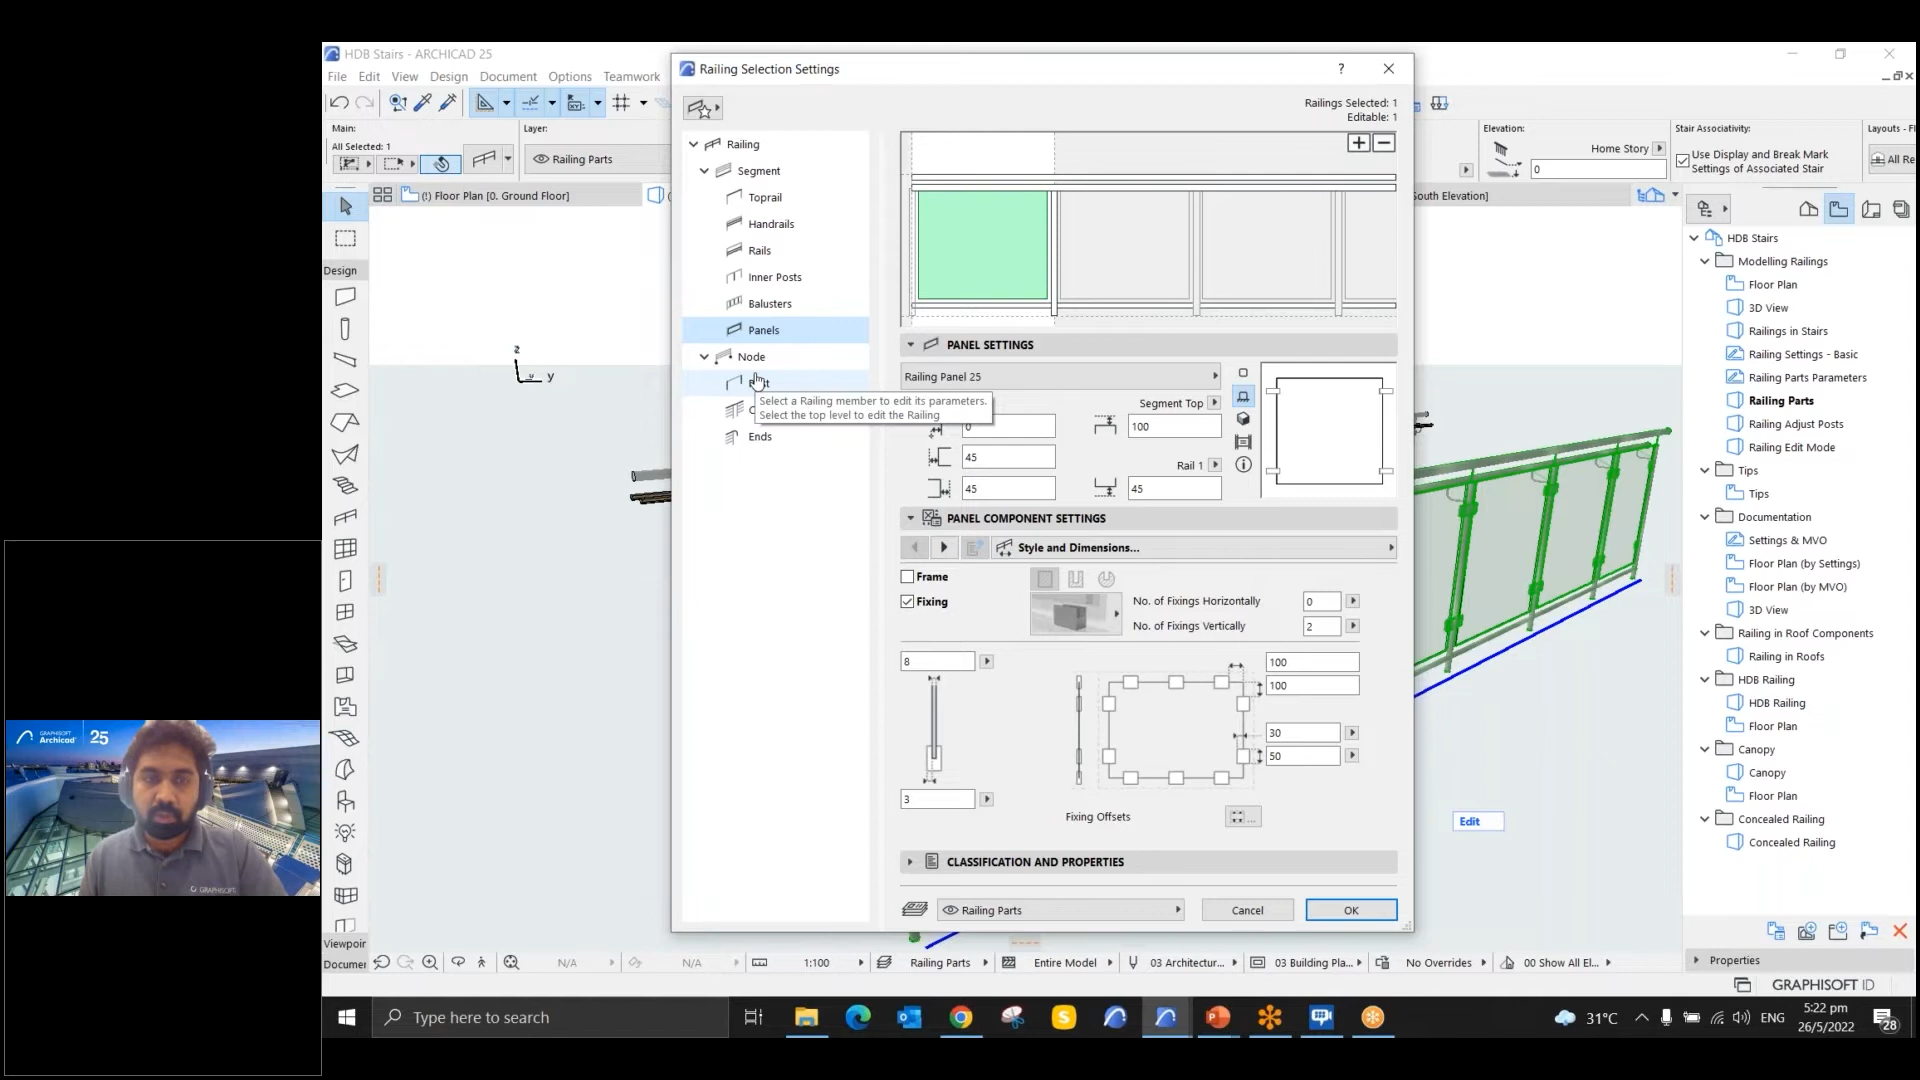 HDB Stairs - ARCHICAD 25
File Edit View Design Document Options Teamwork
Main:
All Selected: 1
Layer:
Railing Parts
(!) Floor Plan [0. Ground Floor]
Design
Viewpoir
Documer
Railing Selection Settings
?
Railings Selected: 1
Editable: 1
Railing
Segment
Toprail
Handrails
Rails
Inner Posts
Balusters
Panels
Node
Ends
Select a Railing member to edit its parameters.
Select the top level to edit the Railing
PANEL SETTINGS
Railing Panel 25
Segment Top
0
100
45
Rail 1
45
45
PANEL COMPONENT SETTINGS
Style and Dimensions...
Frame
Fixing
No. of Fixings Horizontally
0
No. of Fixings Vertically
2
8
100
100
30
50
3
Fixing Offsets
CLASSIFICATION AND PROPERTIES
Railing Parts
Cancel
OK
Elevation:
Home Story
0
Stair Associativity:
Use Display and Break Mark
Settings of Associated Stair
Layouts - Fl
All Re
South Elevation]
HDB Stairs
Modelling Railings
Floor Plan
3D View
Railings in Stairs
Railing Settings - Basic
Railing Parts Parameters
Railing Parts
Railing Adjust Posts
Railing Edit Mode
Tips
Tips
Documentation
Settings & MVO
Floor Plan (by Settings)
Floor Plan (by MVO)
3D View
Railing in Roof Components
Railing in Roofs
HDB Railing
HDB Railing
Floor Plan
Canopy
Canopy
Floor Plan
Concealed Railing
Concealed Railing
Properties
GRAPHISOFT ID
Edit
z
y
N/A
N/A
1:100
Railing Parts
Entire Model
03 Architectur...
03 Building Pla...
No Overrides
00 Show All El...
GRAPHISOFT
Archicad
25
GRAPHISOFT
Type here to search
31°C
ENG
5:22 pm
26/5/2022
28